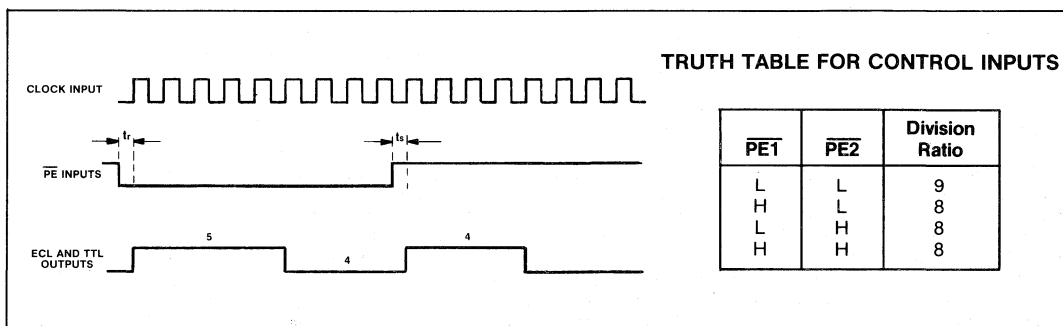 TRUTH TABLE FOR CONTROL INPUTS
CLOCK INPUT
tr
ts
PE INPUTS
5
4
4
ECL AND TTL
OUTPUTS
PE1 PE2 Division
Ratio
L L 9
H L 8
L H 8
H H 8